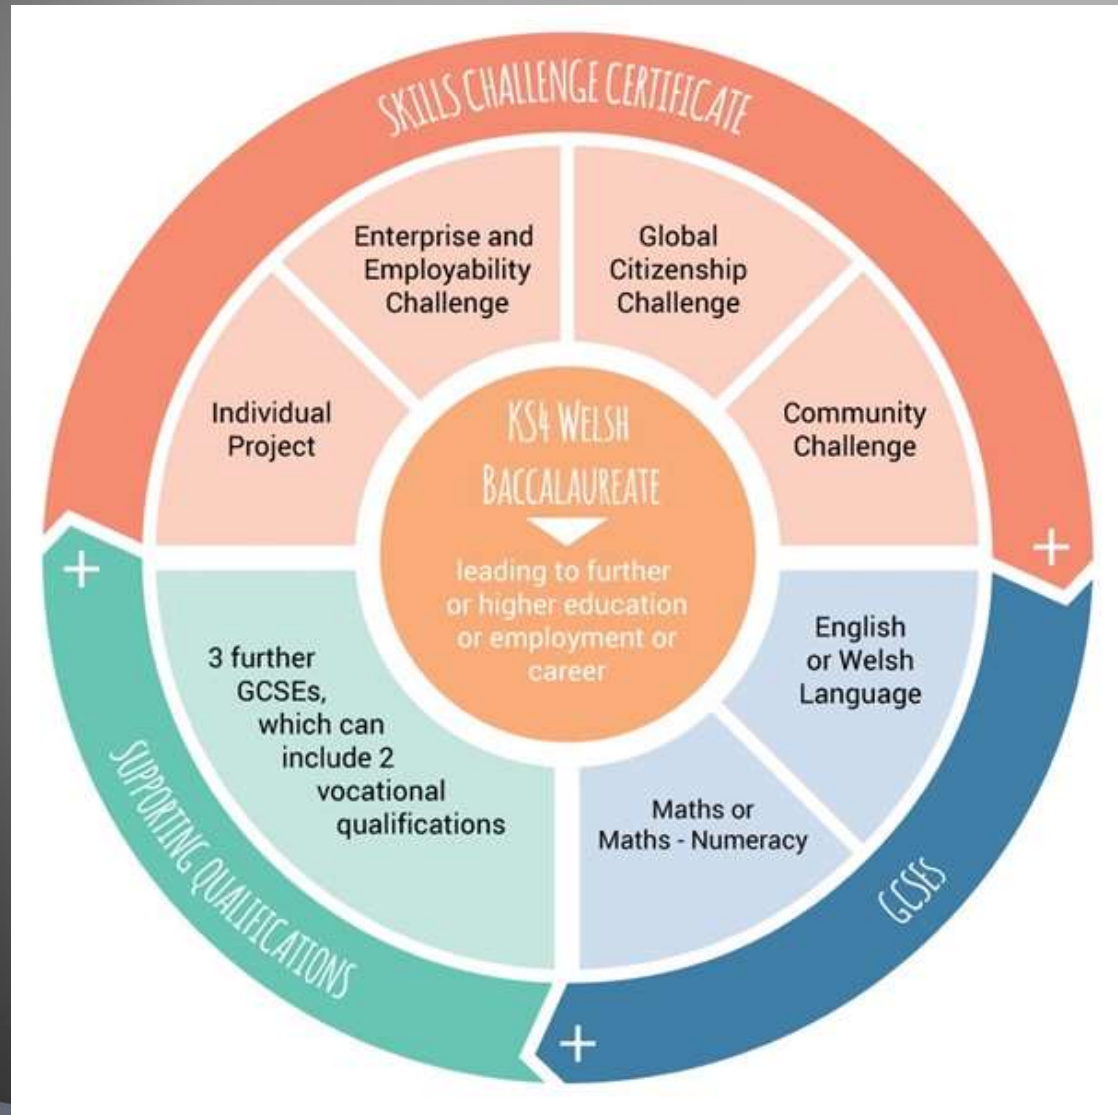 SKILLS CHALLENGE CERTIFICATE
Enterprise and
Employability
Challenge
Global
Citizenship
Challenge
Individual
Project
KS4 WELSH
BACCALAUREATE
leading to further
or higher education
or employment or
career
Community
Challenge
+
+
3 further
GCSEs,
which can
include 2
vocational
qualifications
English
or Welsh
Language
Maths or
Maths - Numeracy
SUPPORTING QUALIFICATIONS
GCSEs
+